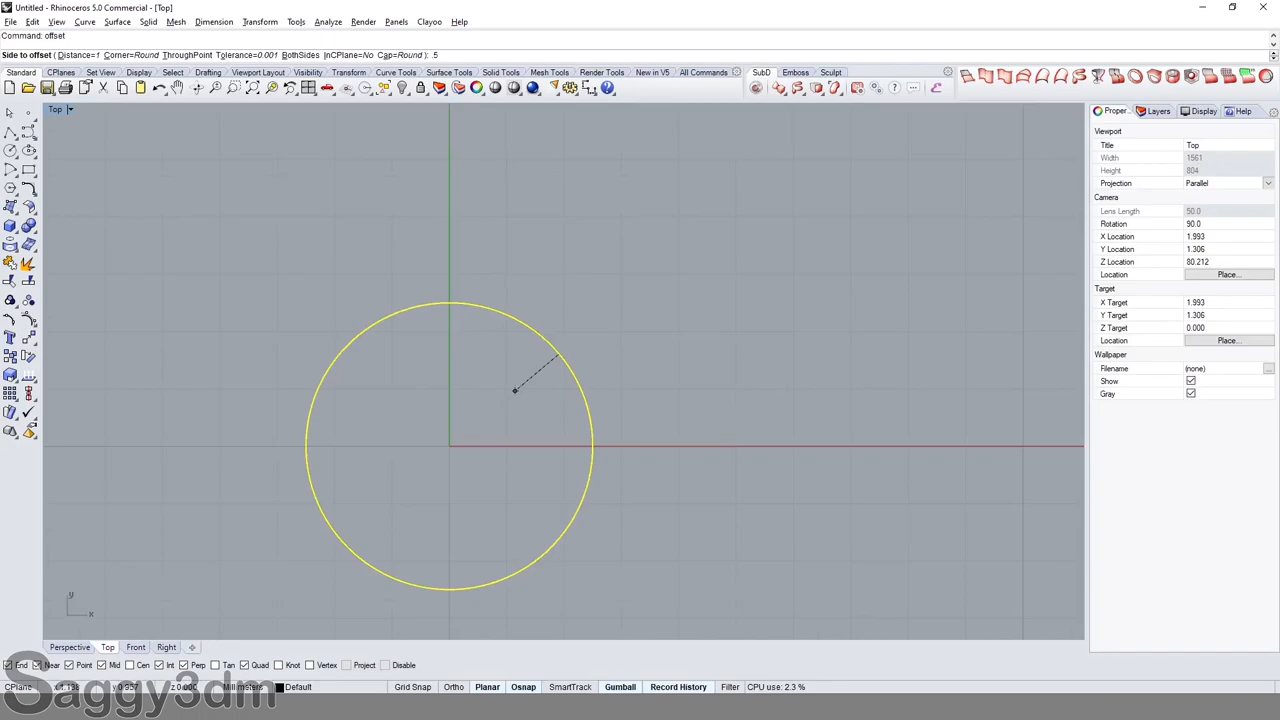 Untitled - Rhinoceros 5.0 Commercial - [Top]
File Edit View Curve Surface Solid Mesh Dimension Transform Tools Analyze Render Panels Clayoo Help
Command: offset
Side to offset ( Distance=1 Corner=Round ThroughPoint Tolerance=0.001 BothSides InCPlane=No Cap=Round ): .5
Standard CPlanes Set View Display Select Drafting Viewport Layout Visibility Transform Curve Tools Surface Tools Solid Tools Mesh Tools Render Tools New in V5 All Commands SubD Emboss Sculpt
Top
Proper... Layers Display Help
Viewport
Title Top
Width 1561
Height 804
Projection Parallel
Camera
Lens Length 50.0
Rotation 90.0
X Location 1.993
Y Location 1.306
Z Location 80.212
Location Place...
Target
X Target 1.993
Y Target 1.306
Z Target 0.000
Location Place...
Wallpaper
Filename (none) ...
Show
Gray
y
x
Perspective Top Front Right
End Near Point Mid Cen Int Perp Tan Quad Knot Vertex Project Disable
CPlane x1.138 y0.957 z0.000 Millimeters Default Grid Snap Ortho Planar Osnap SmartTrack Gumball Record History Filter CPU use: 2.3 %
Saggy3dm